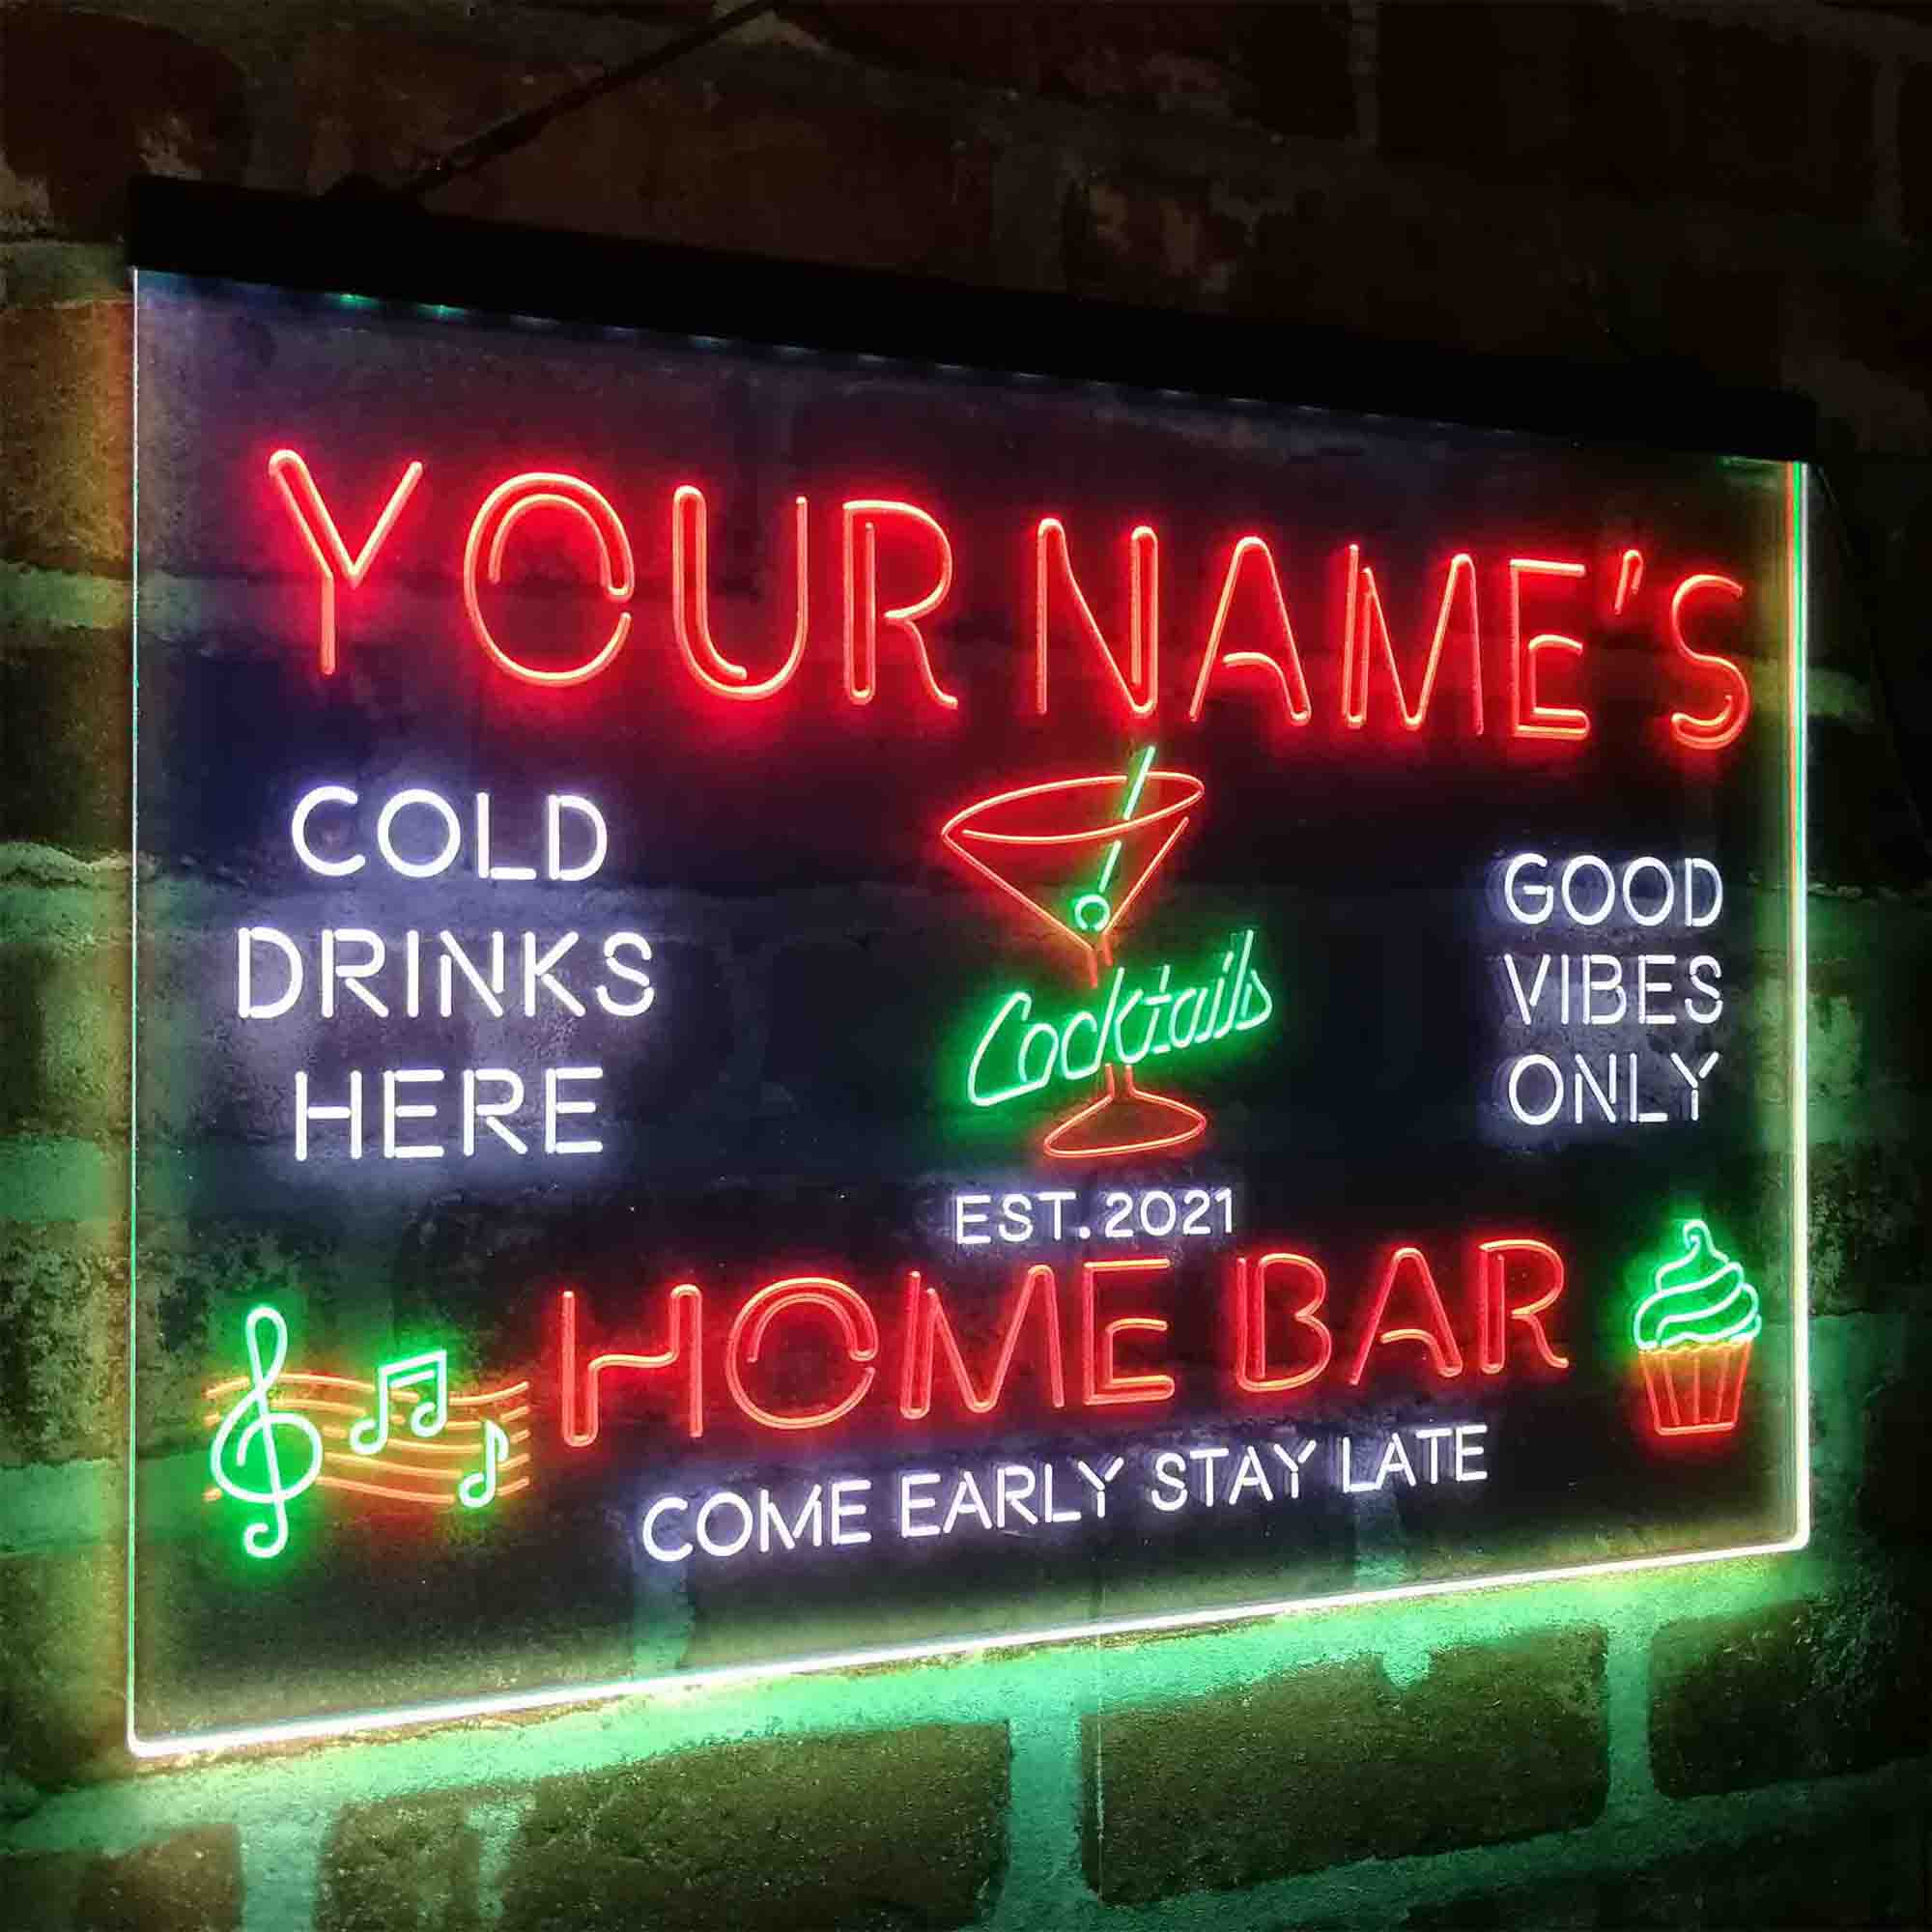 YOUR NAME'S
COLD
DRINKS
HERE
Cocktails
GOOD
VIBES
ONLY
EST. 2021
HOME BAR
COME EARLY STAY LATE